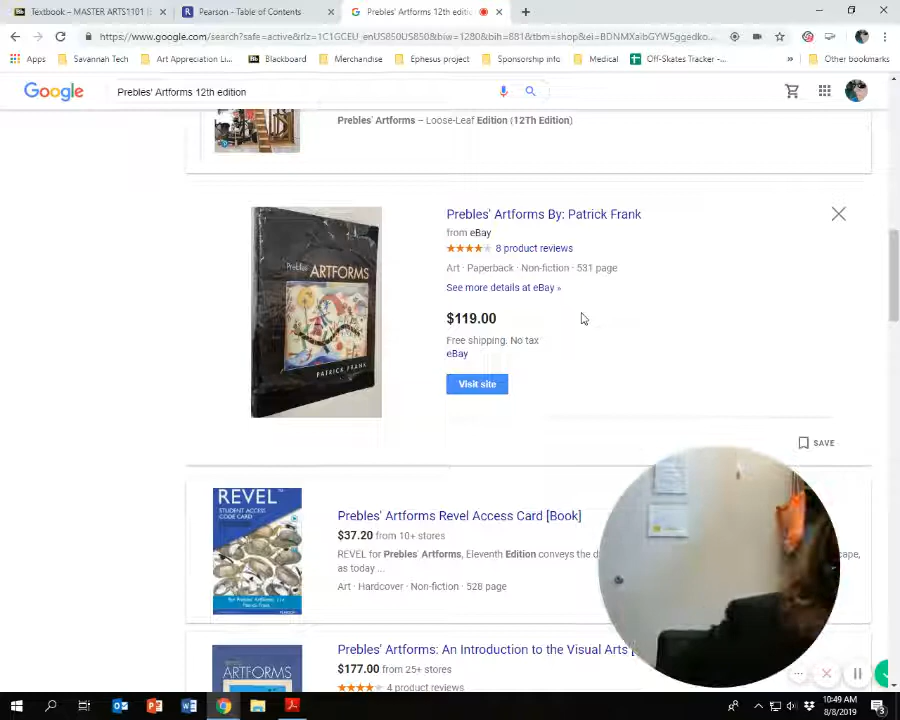 Textbook – MASTER ARTS1101 |
Pearson - Table of Contents
Prebles' Artforms 12th editi
https://www.google.com/search?safe=active&rlz=1C1GCEU_enUS850US850&biw=1280&bih=881&tbm=shop&ei=BDNMXaibGYW5ggedko...
Apps
Savannah Tech
Art Appreciation Li...
Bb
Blackboard
Merchandise
Ephesus project
Sponsorship info
Medical
Off-Skates Tracker -...
»
Other bookmarks
Google
Prebles' Artforms 12th edition
Prebles' Artforms – Loose-Leaf Edition (12Th Edition)
Prebles' ARTFORMS
PATRICK FRANK
Prebles' Artforms By: Patrick Frank
from eBay
8 product reviews
Art · Paperback · Non-fiction · 531 page
See more details at eBay »
$119.00
Free shipping. No tax
eBay
Visit site
SAVE
REVEL™
STUDENT ACCESS
CODE CARD
Prebles' Artforms Revel Access Card [Book]
$37.20 from 10+ stores
REVEL for Prebles' Artforms, Eleventh Edition conveys the
cape,
as today ...
Art · Hardcover · Non-fiction · 528 page
ARTFORMS
Prebles' Artforms: An Introduction to the Visual Arts
$177.00 from 25+ stores
4 product reviews
10:49 AM
8/8/2019
3